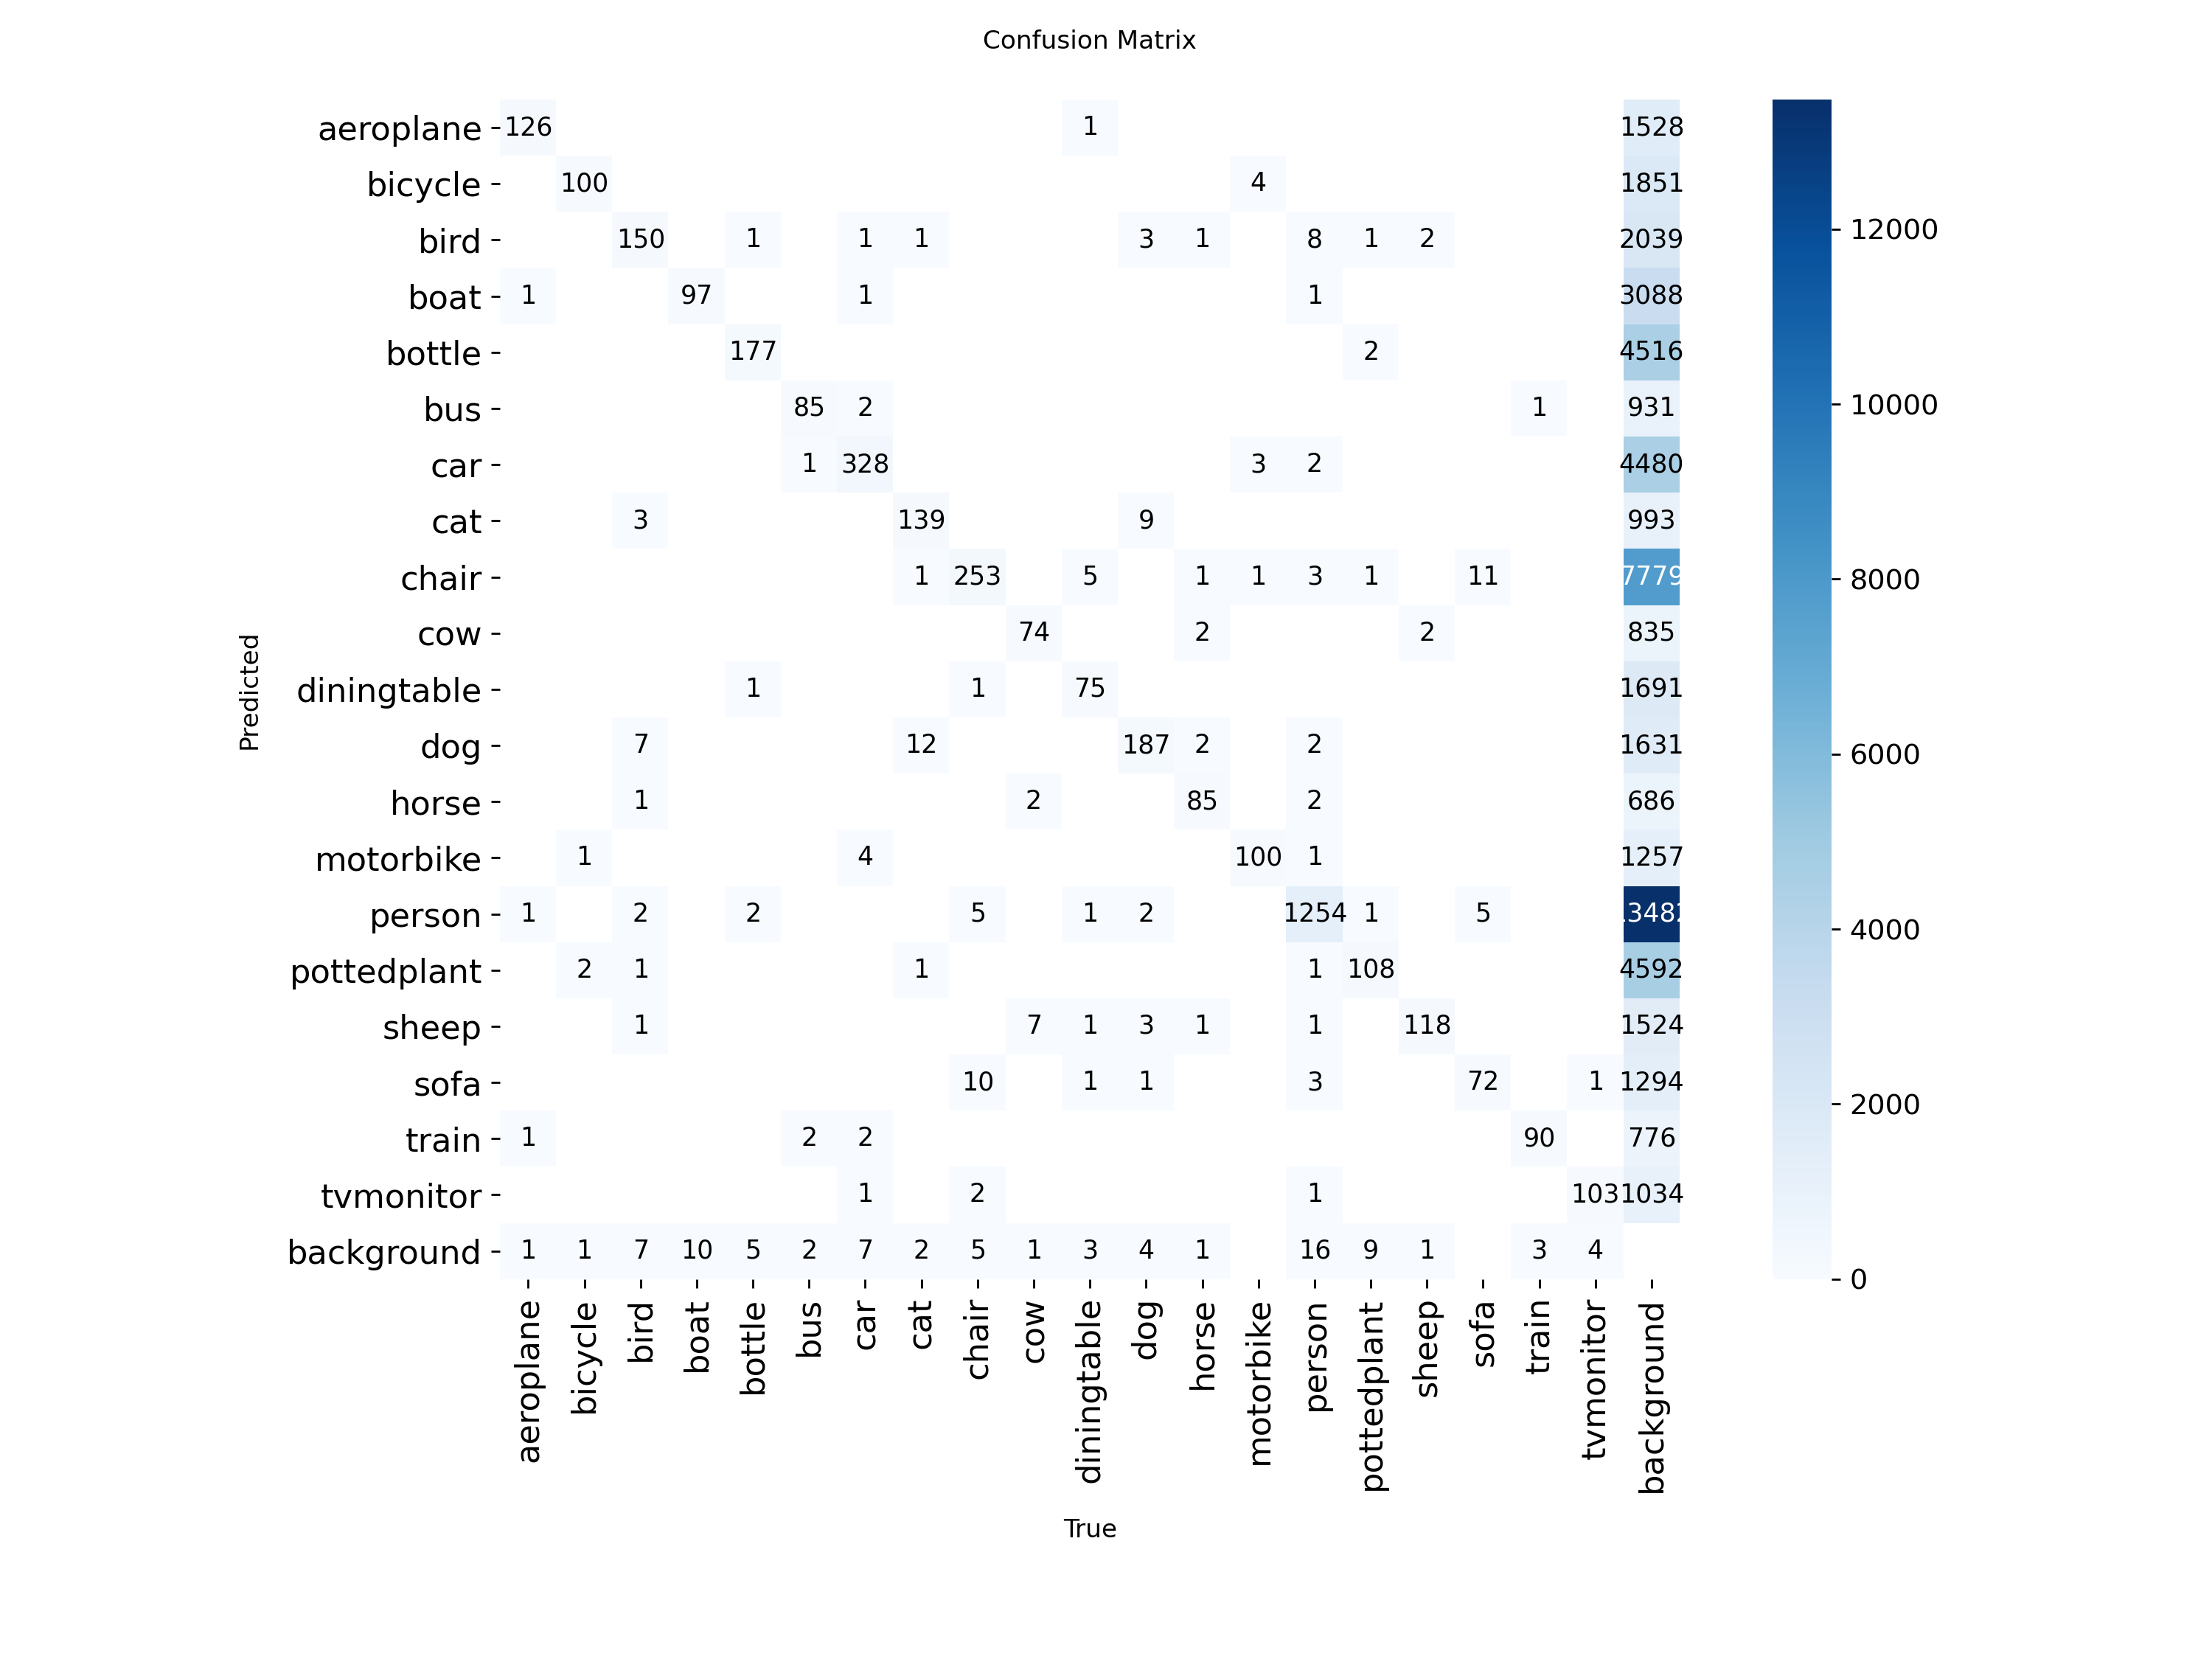 Confusion Matrix
aeroplane 126 1 1528
bicycle 100 4 1851
bird 150 1 1 1 3 1 8 1 2 2039
boat 1 97 1 1 3088
bottle 177 2 4516
bus 85 2 1 931
car 1 328 3 2 4480
cat 3 139 9 993
chair 1 253 5 1 1 3 1 11 7779
cow 74 2 2 835
diningtable 1 1 75 1691
dog 7 12 187 2 2 1631
horse 1 2 85 2 686
motorbike 1 4 100 1 1257
person 1 2 2 5 1 2 1254 1 5 13482
pottedplant 2 1 1 1 108 4592
sheep 1 7 1 3 1 1 118 1524
sofa 10 1 1 3 72 1 1294
train 1 2 2 90 776
tvmonitor 1 2 1 103 1034
background 1 1 7 10 5 2 7 2 5 1 3 4 1 16 9 1 3 4
aeroplane bicycle bird boat bottle bus car cat chair cow diningtable dog horse motorbike person pottedplant sheep sofa train tvmonitor background
True
Predicted
12000
10000
8000
6000
4000
2000
0